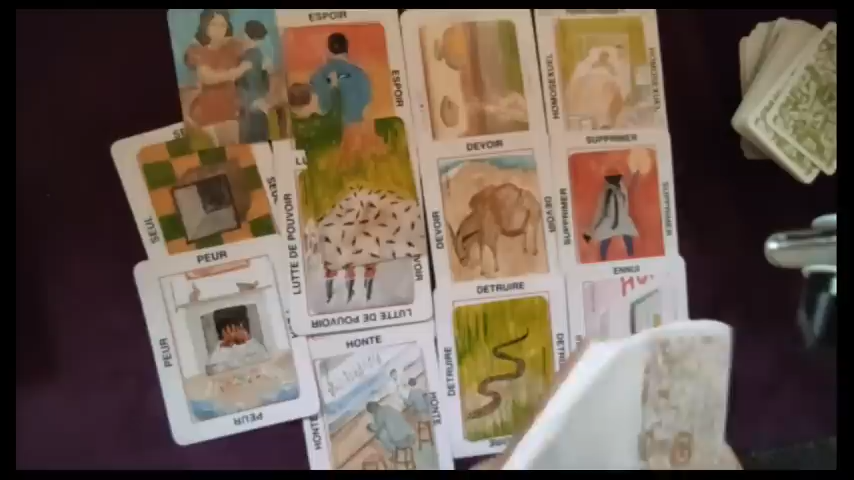 ESPOIR
ESPOIR
HOMOSEXUEL
SEUL
PEUR
PEUR
PEUR
LUTTE DE POUVOIR
LUTTE DE POUVOIR
DEVOIR
DEVOIR
DEVOIR
SUPPRIMER
SUPPRIMER
SUPPRIMER
DETRUIRE
DETRUIRE
ENNUI
HONTE
HONTE
HONTE